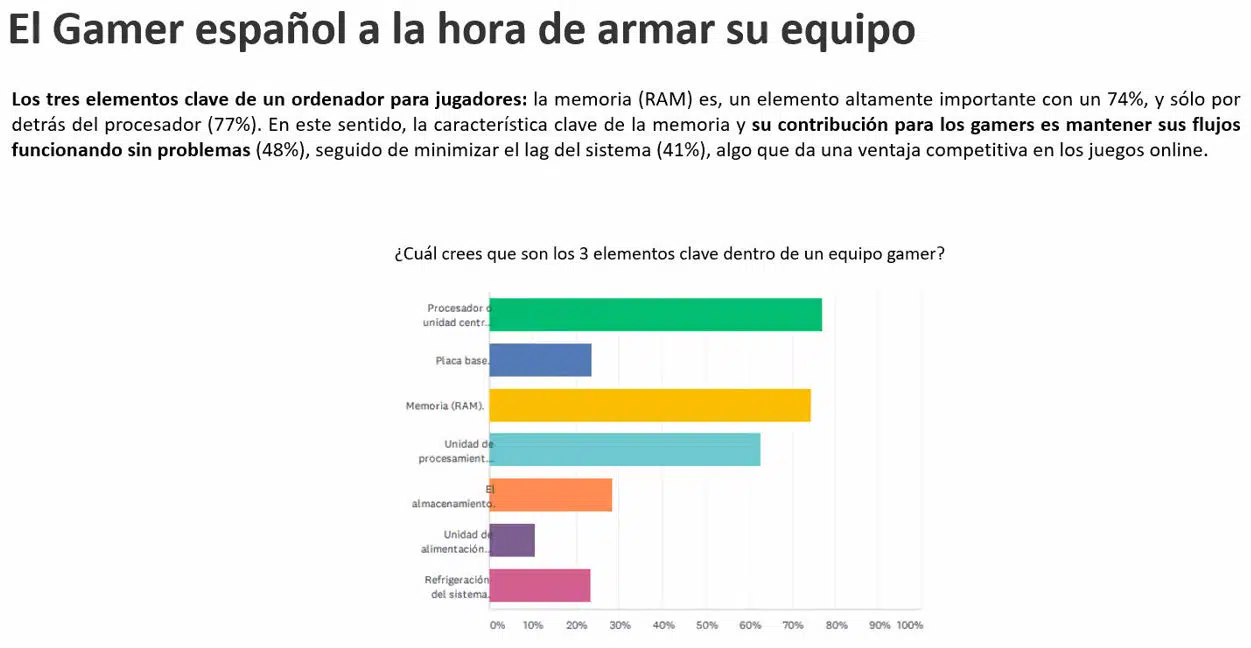 El Gamer español a la hora de armar su equipo
Los tres elementos clave de un ordenador para jugadores: la memoria (RAM) es, un elemento altamente importante con un 74%, y sólo por
detrás del procesador (77%). En este sentido, la característica clave de la memoria y su contribución para los gamers es mantener sus flujos
funcionando sin problemas (48%), seguido de minimizar el lag del sistema (41%), algo que da una ventaja competitiva en los juegos online.
¿Cuál crees que son los 3 elementos clave dentro de un equipo gamer?
Procesador o
unidad centr...
Placa base.
Memoria (RAM).
Unidad de
procesamient...
El
almacenamiento.
Unidad de
alimentación...
Refrigeración
del sistema.
0% 10% 20% 30% 40% 50% 60% 70% 80% 90% 100%